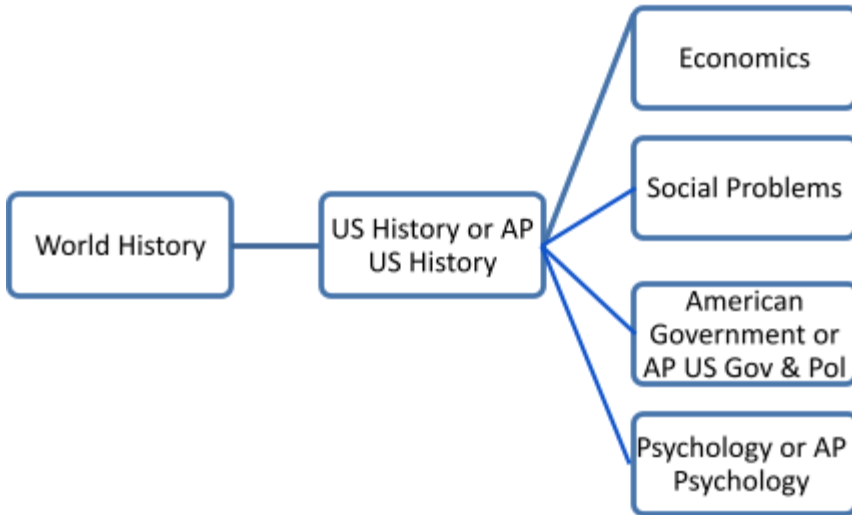 World History
US History or AP
US History
Economics
Social Problems
American
Government or
AP US Gov & Pol
Psychology or AP
Psychology